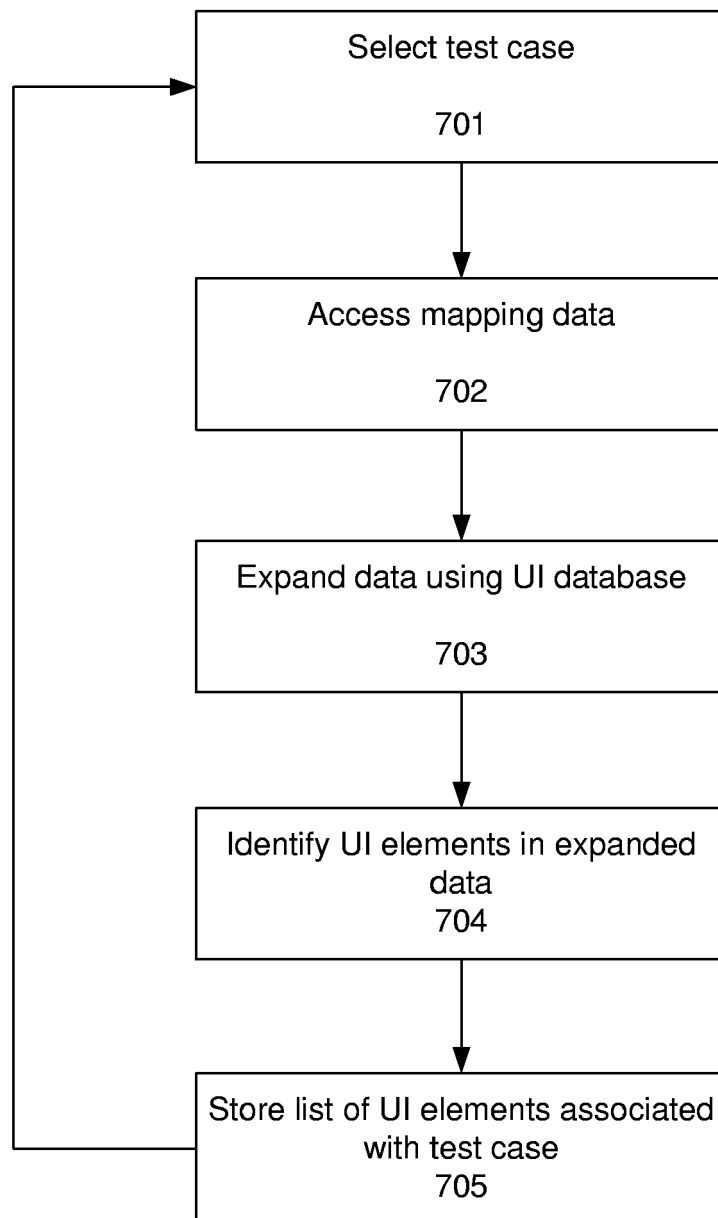 Select test case
701
Access mapping data
702
Expand data using UI database
703
Identify UI elements in expanded
data
704
Store list of UI elements associated
with test case
705